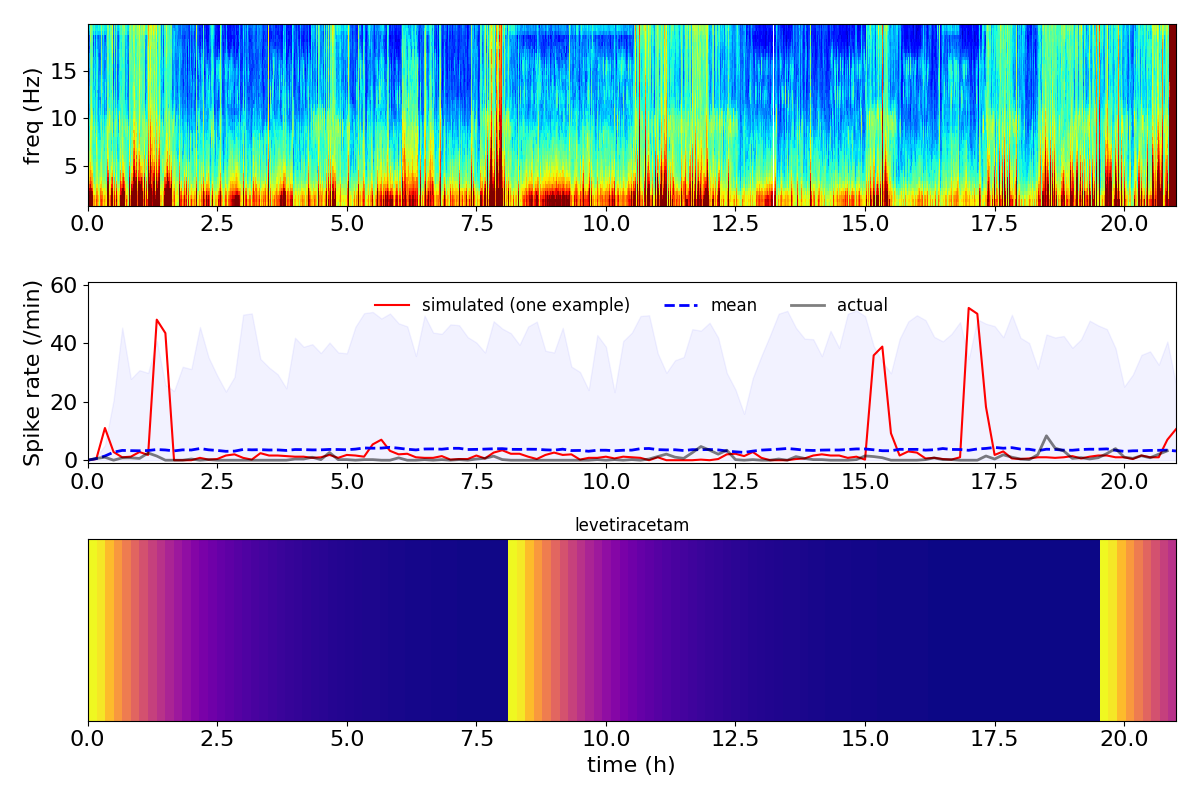 freq (Hz)
15
10
5
0.0 2.5 5.0 7.5 10.0 12.5 15.0 17.5 20.0
Spike rate (/min)
60
40
20
0
simulated (one example) mean actual
0.0 2.5 5.0 7.5 10.0 12.5 15.0 17.5 20.0
levetiracetam
0.0 2.5 5.0 7.5 10.0 12.5 15.0 17.5 20.0
time (h)